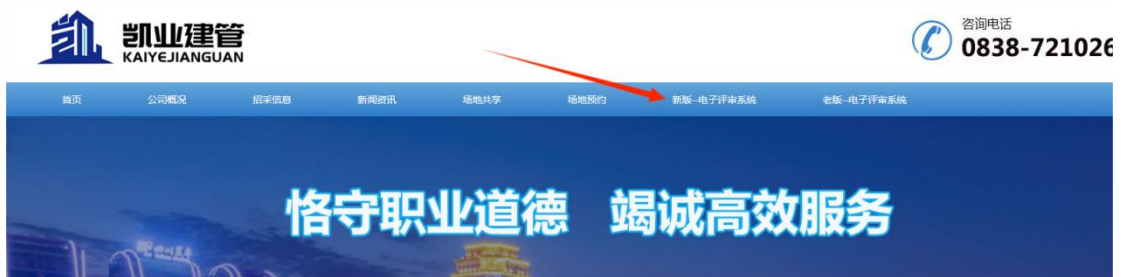 凯业建管
KAIYEJIANGUAN
咨询电话
0838-721026
首页 公司概况 招采信息 新闻资讯 场地共享 场地预约 新版--电子评审系统 老版--电子评审系统
恪守职业道德 竭诚高效服务